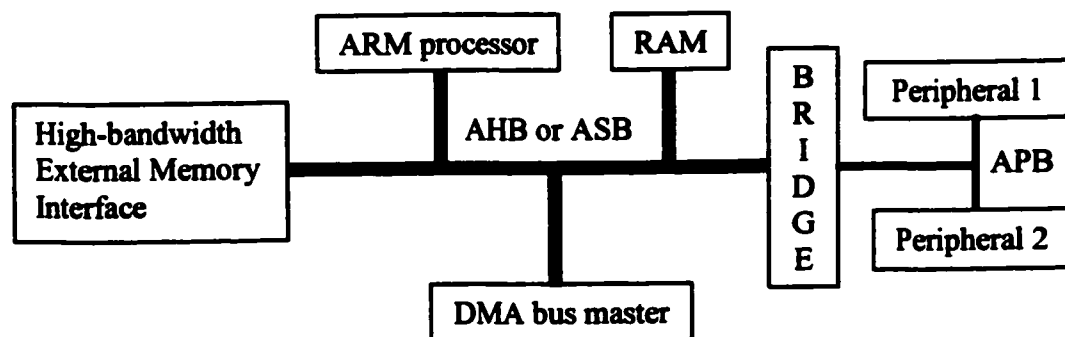 ARM processor
RAM
B
R
I
D
G
E
Peripheral 1
High-bandwidth
External Memory
Interface
AHB or ASB
APB
Peripheral 2
DMA bus master